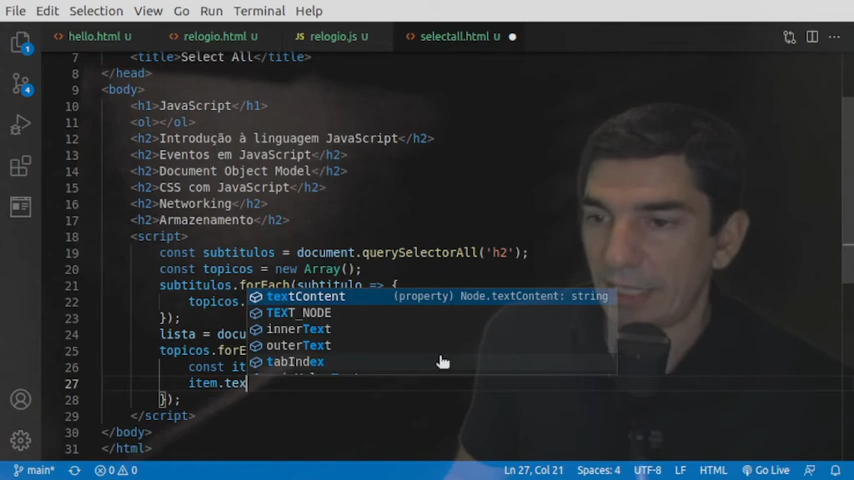 File Edit Selection View Go Run Terminal Help
hello.html U relogio.html U JS relogio.js U selectall.html U
7 <title>Select All</title>
8 </head>
9 <body>
10 <h1>JavaScript</h1>
11 <ol></ol>
12 <h2>Introdução à linguagem JavaScript</h2>
13 <h2>Eventos em JavaScript</h2>
14 <h2>Document Object Model</h2>
15 <h2>CSS com JavaScript</h2>
16 <h2>Networking</h2>
17 <h2>Armazenamento</h2>
18 <script>
19 const subtitulos = document.querySelectorAll('h2');
20 const topicos = new Array();
21 subtitulos.forEach(subtitulo => {
22 topicos.
23 });
24 lista = docu
25 topicos.forE
26 const it
27 item.tex
28 });
29 </script>
30 </body>
31 </html>
textContent (property) Node.textContent: string
TEXT_NODE
innerText
outerText
tabIndex
1
4
main* 0 0 Ln 27, Col 21 Spaces: 4 UTF-8 LF HTML Go Live